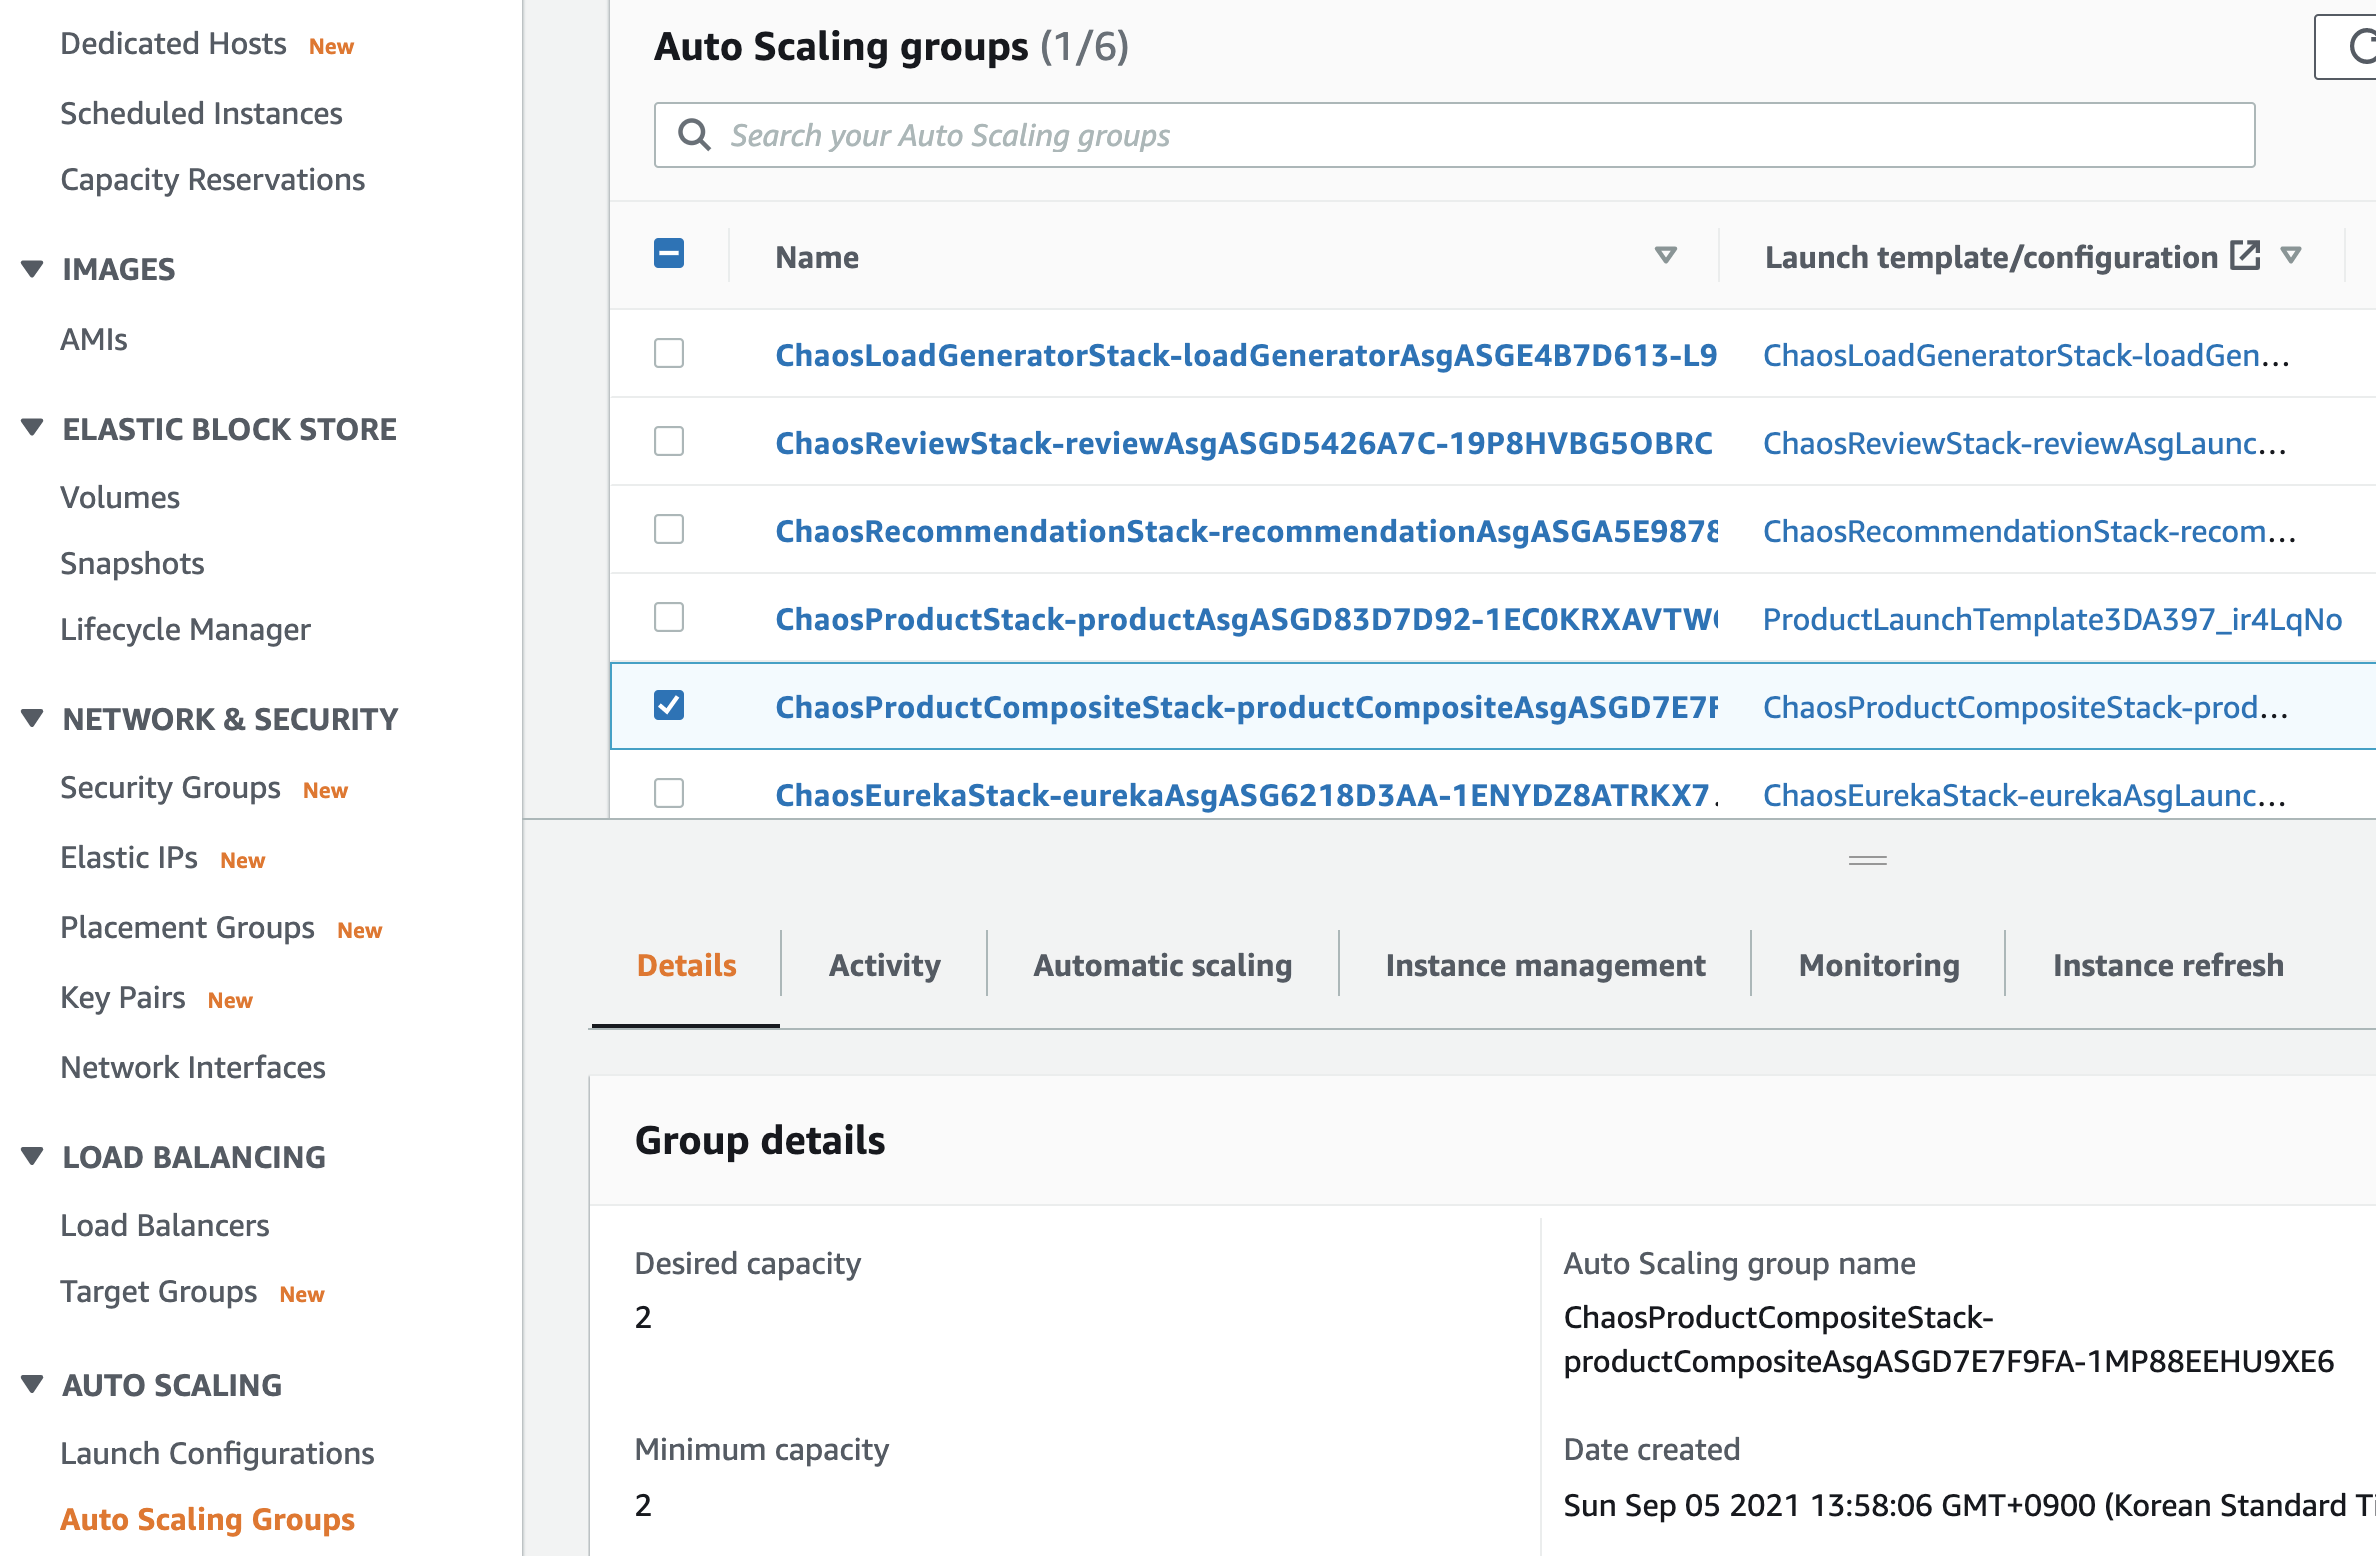 Dedicated Hosts New
Scheduled Instances
Capacity Reservations
IMAGES
AMIs
ELASTIC BLOCK STORE
Volumes
Snapshots
Lifecycle Manager
NETWORK & SECURITY
Security Groups New
Elastic IPs New
Placement Groups New
Key Pairs New
Network Interfaces
LOAD BALANCING
Load Balancers
Target Groups New
AUTO SCALING
Launch Configurations
Auto Scaling Groups
Auto Scaling groups (1/6)
Search your Auto Scaling groups
Name Launch template/configuration
ChaosLoadGeneratorStack-loadGeneratorAsgASGE4B7D613-L9 ChaosLoadGeneratorStack-loadGen...
ChaosReviewStack-reviewAsgASGD5426A7C-19P8HVBG5OBRC ChaosReviewStack-reviewAsgLaunc...
ChaosRecommendationStack-recommendationAsgASGA5E9878 ChaosRecommendationStack-recom...
ChaosProductStack-productAsgASGD83D7D92-1EC0KRXAVTW ProductLaunchTemplate3DA397_ir4LqNo
ChaosProductCompositeStack-productCompositeAsgASGD7E7F ChaosProductCompositeStack-prod...
ChaosEurekaStack-eurekaAsgASG6218D3AA-1ENYDZ8ATRKX7. ChaosEurekaStack-eurekaAsgLaunc...
Details Activity Automatic scaling Instance management Monitoring Instance refresh
Group details
Desired capacity
2
Minimum capacity
2
Auto Scaling group name
ChaosProductCompositeStack-
productCompositeAsgASGD7E7F9FA-1MP88EEHU9XE6
Date created
Sun Sep 05 2021 13:58:06 GMT+0900 (Korean Standard Ti